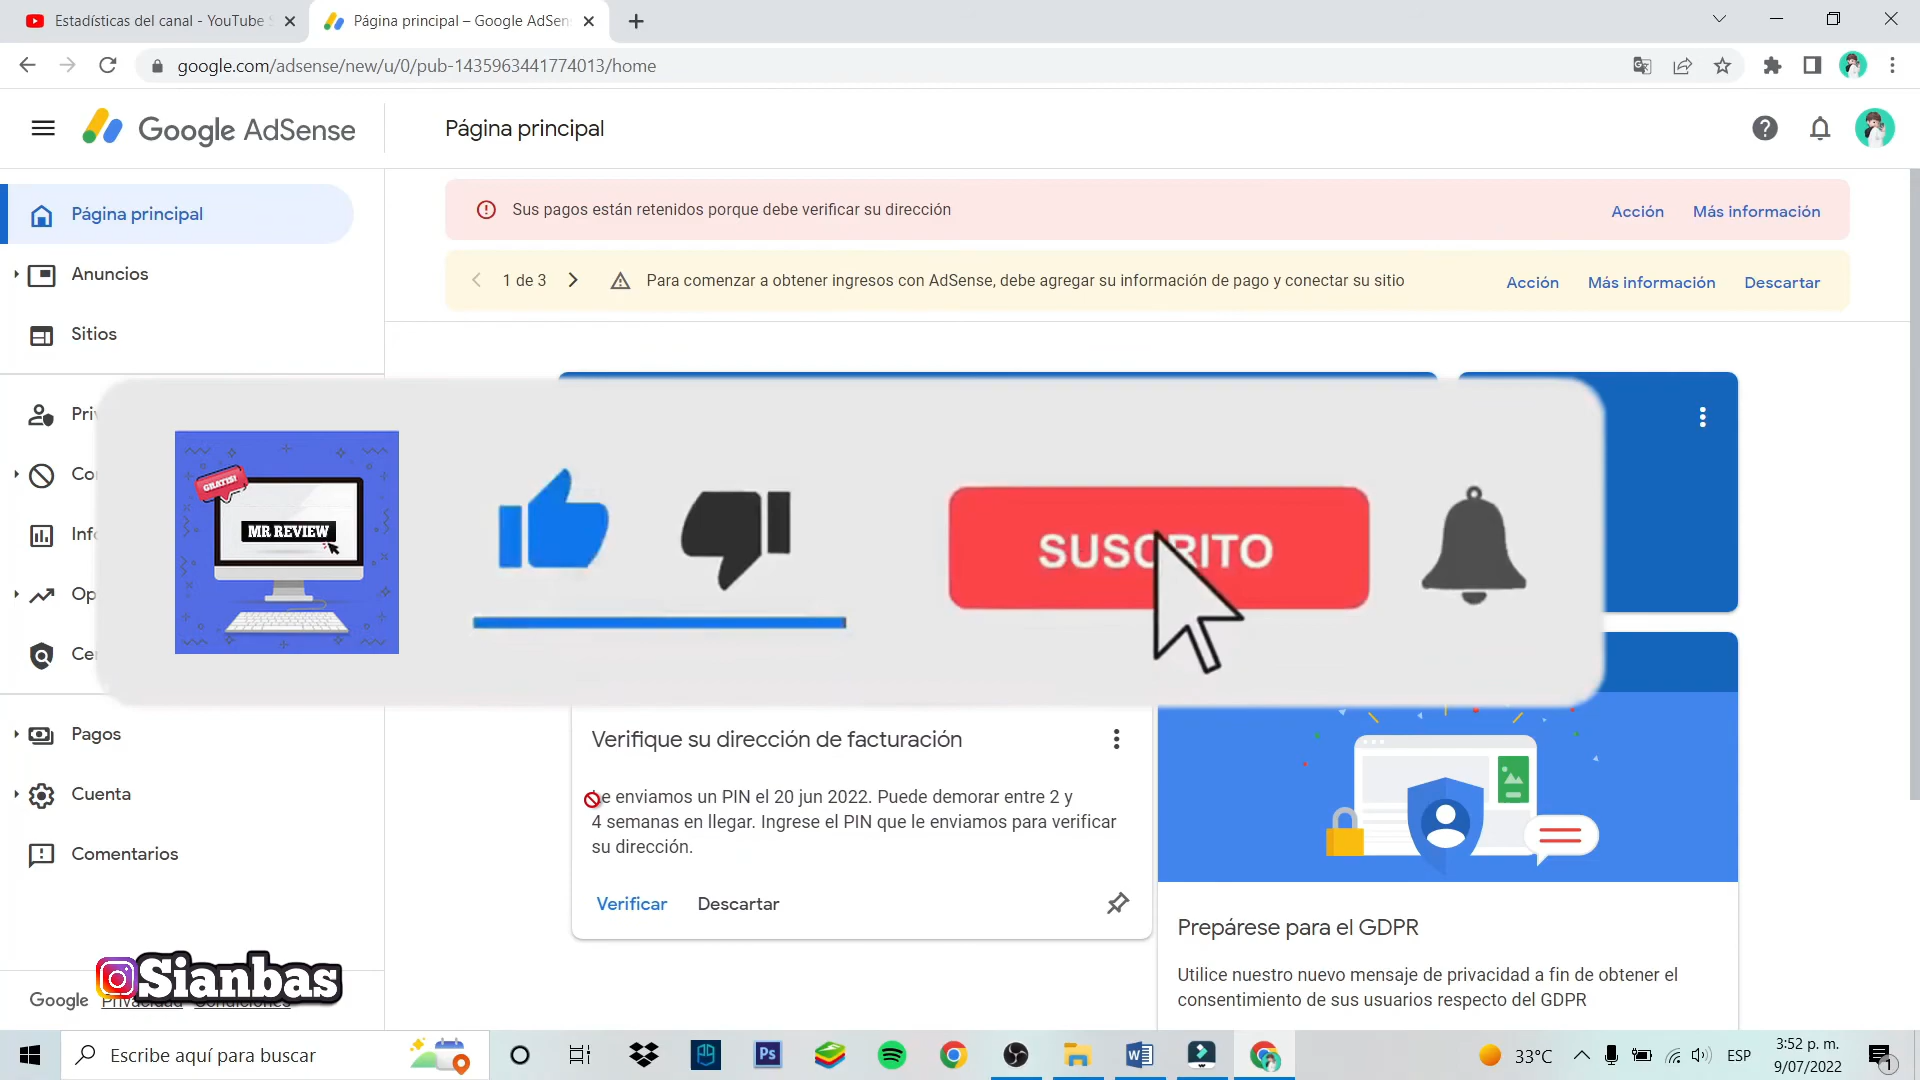 Estadísticas del canal - YouTube
Página principal – Google AdSen
google.com/adsense/new/u/0/pub-1435963441774013/home
Google AdSense
Página principal
Página principal
Anuncios
Sitios
Sus pagos están retenidos porque debe verificar su dirección
Acción
Más información
1 de 3
Para comenzar a obtener ingresos con AdSense, debe agregar su información de pago y conectar su sitio
Acción
Más información
Descartar
GRATIS!
MR REVIEW
SUSCRITO
Pagos
Cuenta
Comentarios
Verifique su dirección de facturación
Le enviamos un PIN el 20 jun 2022. Puede demorar entre 2 y
4 semanas en llegar. Ingrese el PIN que le enviamos para verificar
su dirección.
Verificar
Descartar
Prepárese para el GDPR
Utilice nuestro nuevo mensaje de privacidad a fin de obtener el
consentimiento de sus usuarios respecto del GDPR
Sianbas
Google
Privacidad
Condiciones
Escribe aquí para buscar
Ps
33°C
ESP
3:52 p. m.
9/07/2022
1